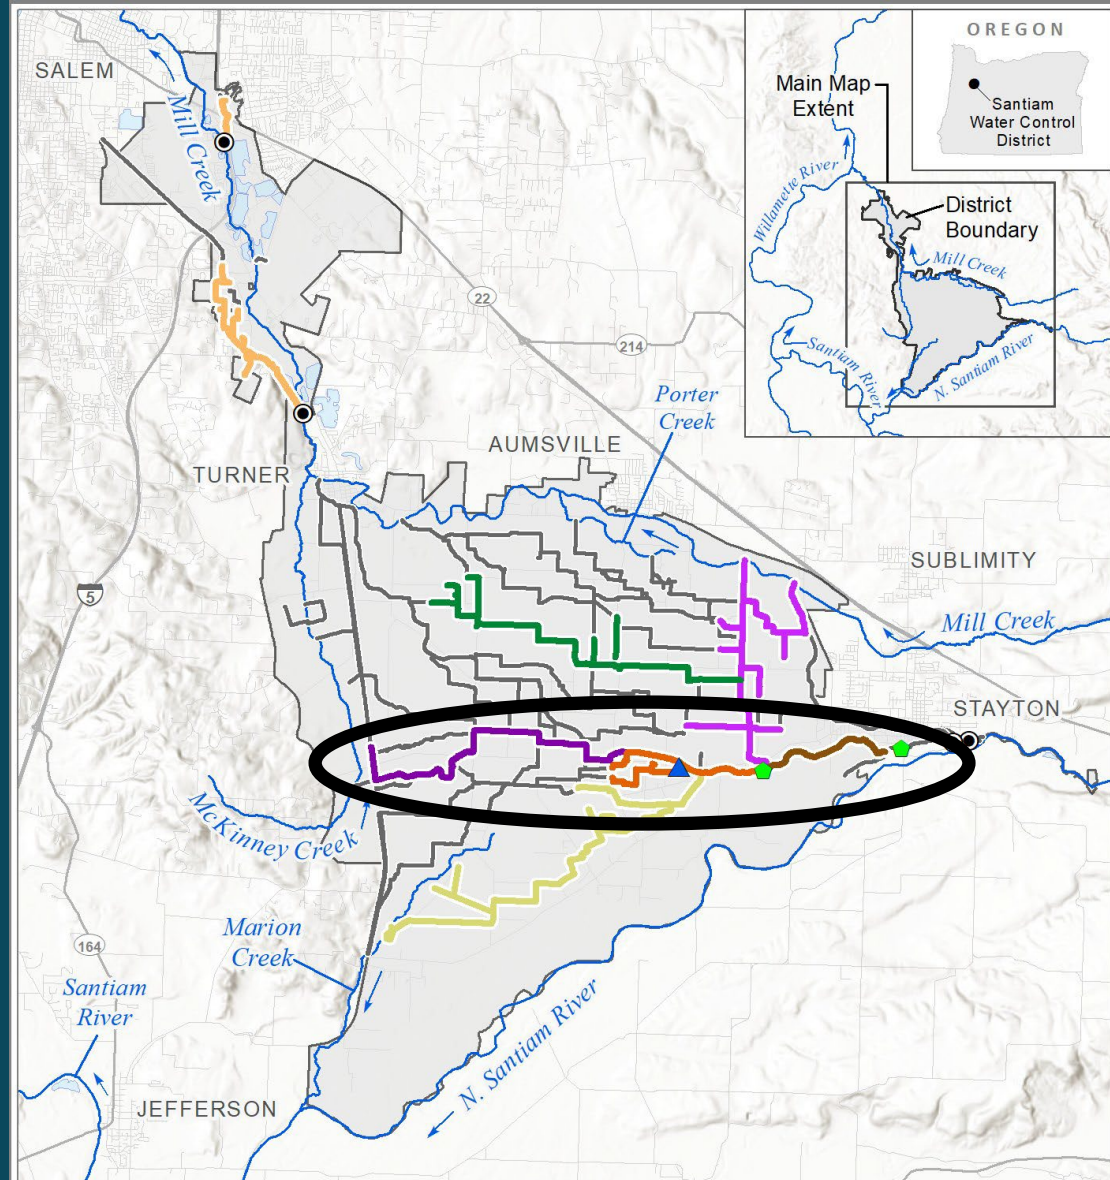 SALEM
Mill Creek
22
214
Porter
Creek
AUMSVILLE
TURNER
SUBLIMITY
5
Mill Creek
STAYTON
McKinney Creek
Marion
Creek
164
Santiam
River
N. Santiam River
JEFFERSON
OREGON
Santiam
Water Control
District
Main Map
Extent
Willamette River
District
Boundary
Mill Creek
Santiam River
N. Santiam River